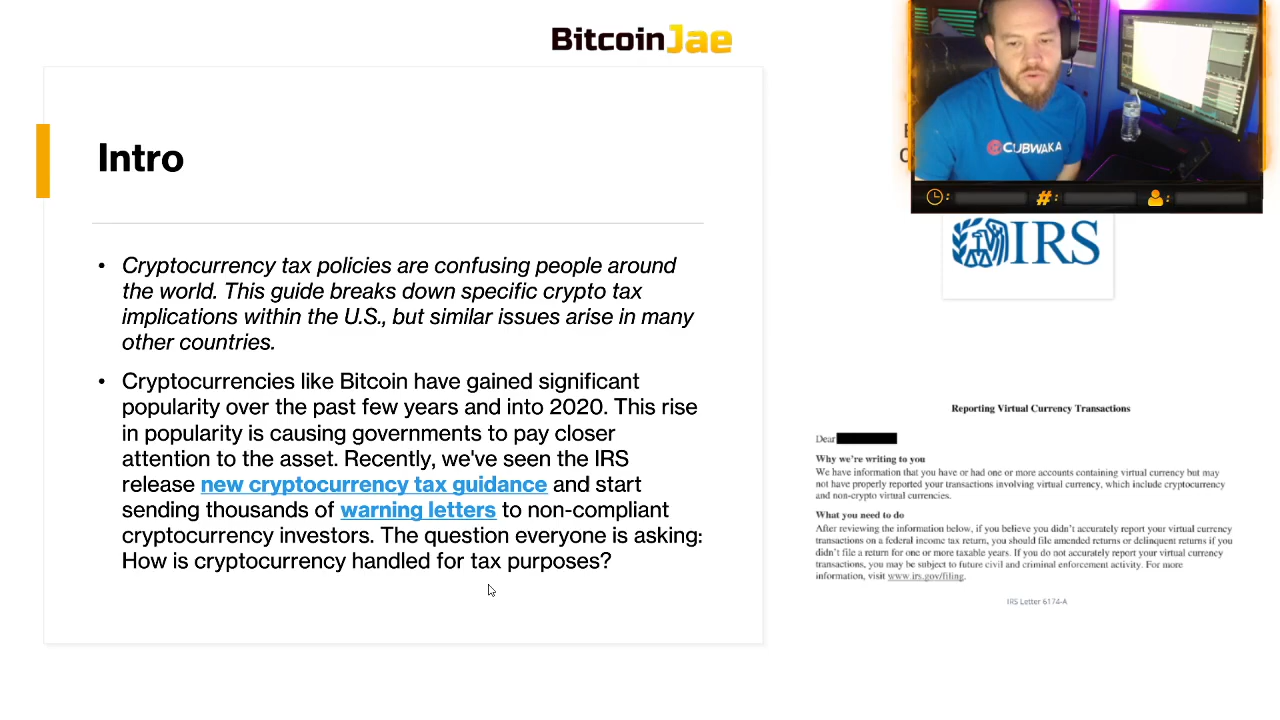 BitcoinJae
Intro
• Cryptocurrency tax policies are confusing people around
the world. This guide breaks down specific crypto tax
implications within the U.S., but similar issues arise in many
other countries.
• Cryptocurrencies like Bitcoin have gained significant
popularity over the past few years and into 2020. This rise
in popularity is causing governments to pay closer
attention to the asset. Recently, we've seen the IRS
release new cryptocurrency tax guidance and start
sending thousands of warning letters to non-compliant
cryptocurrency investors. The question everyone is asking:
How is cryptocurrency handled for tax purposes?
CUBWAKA
:
# :
:
IRS
Reporting Virtual Currency Transactions
Dear
Why we're writing to you
We have information that you have or had one or more accounts containing virtual currency but may
not have properly reported your transactions involving virtual currency, which include cryptocurrency
and non-crypto virtual currencies.
What you need to do
After reviewing the information below, if you believe you didn't accurately report your virtual currency
transactions on a federal income tax return, you should file amended returns or delinquent returns if you
didn't file a return for one or more taxable years. If you do not accurately report your virtual currency
transactions, you may be subject to future civil and criminal enforcement activity. For more
information, visit www.irs.gov/filing.
IRS Letter 6174-A